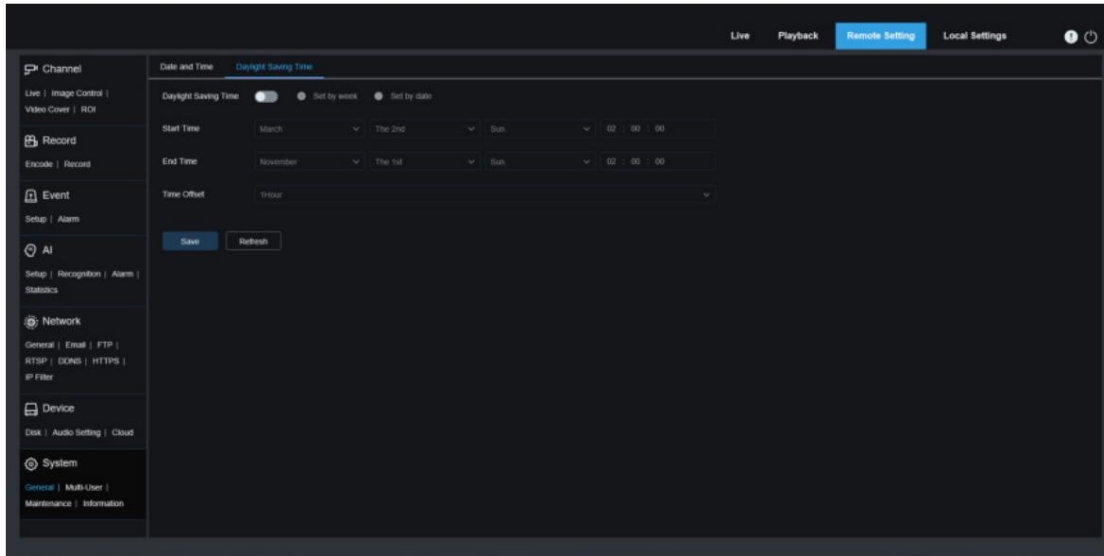 Live Playback Remote Setting Local Settings
Channel
Live | Image Control |
Video Cover | ROI
Record
Encode | Record
Event
Setup | Alarm
AI
Setup | Recognition | Alarm |
Statistics
Network
General | Email | FTP |
RTSP | DDNS | HTTPS |
IP Filter
Device
Disk | Audio Setting | Cloud
System
General | Multi-User |
Maintenance | Information
Date and Time Daylight Saving Time
Daylight Saving Time Set by week Set by date
Start Time March The 2nd Sun. 02 : 00 : 00
End Time November The 1st Sun. 02 : 00 : 00
Time Offset 1Hour
Save Refresh